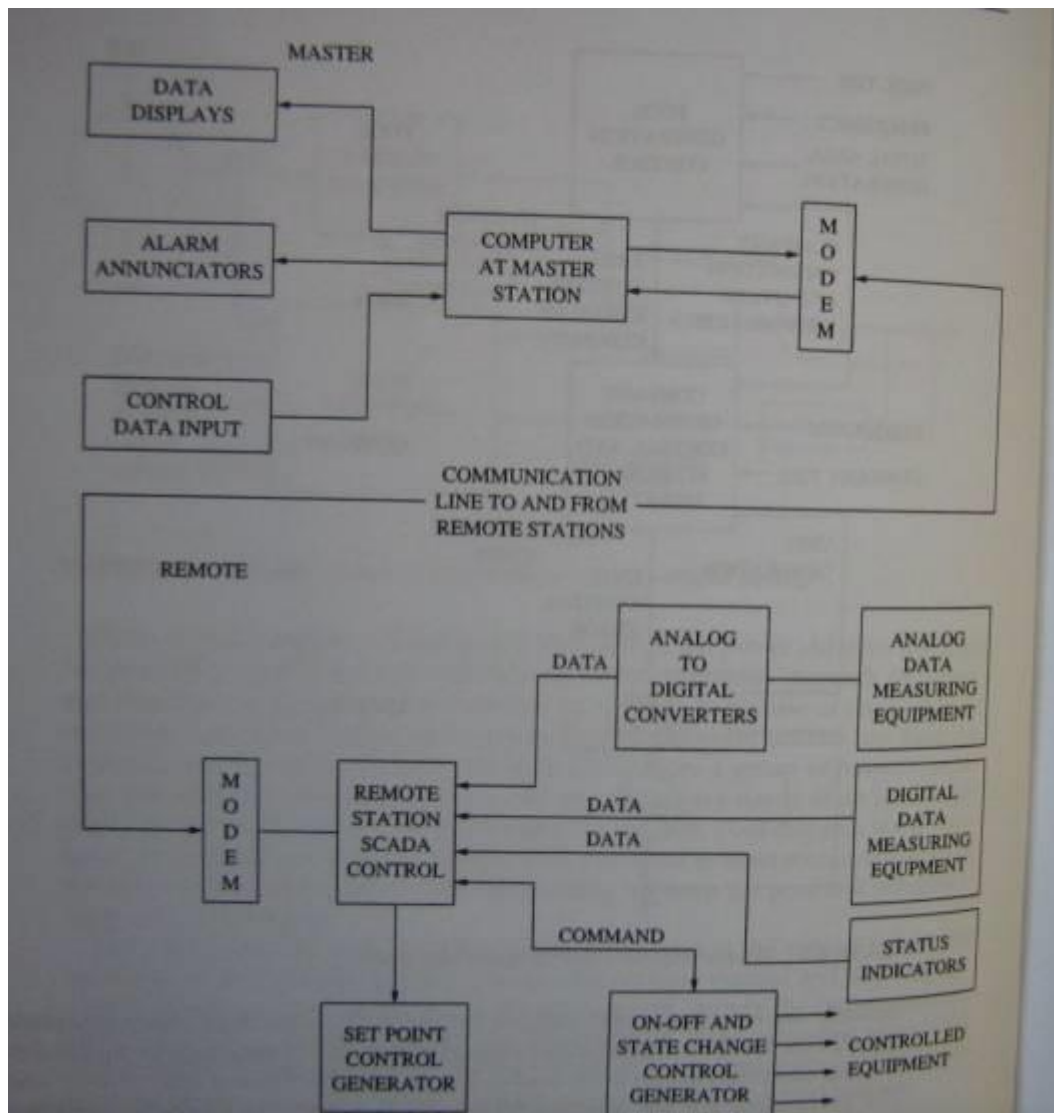 MASTER
DATA
DISPLAYS
ALARM
ANNUNCIATORS
COMPUTER
AT MASTER
STATION
M
O
D
E
M
CONTROL
DATA INPUT
COMMUNICATION
LINE TO AND FROM
REMOTE STATIONS
REMOTE
DATA
ANALOG
TO
DIGITAL
CONVERTERS
ANALOG
DATA
MEASURING
EQUIPMENT
M
O
D
E
M
REMOTE
STATION
SCADA
CONTROL
DATA
DATA
DIGITAL
DATA
MEASURING
EQUPMENT
COMMAND
STATUS
INDICATORS
SET POINT
CONTROL
GENERATOR
ON-OFF AND
STATE CHANGE
CONTROL
GENERATOR
CONTROLLED
EQUIPMENT